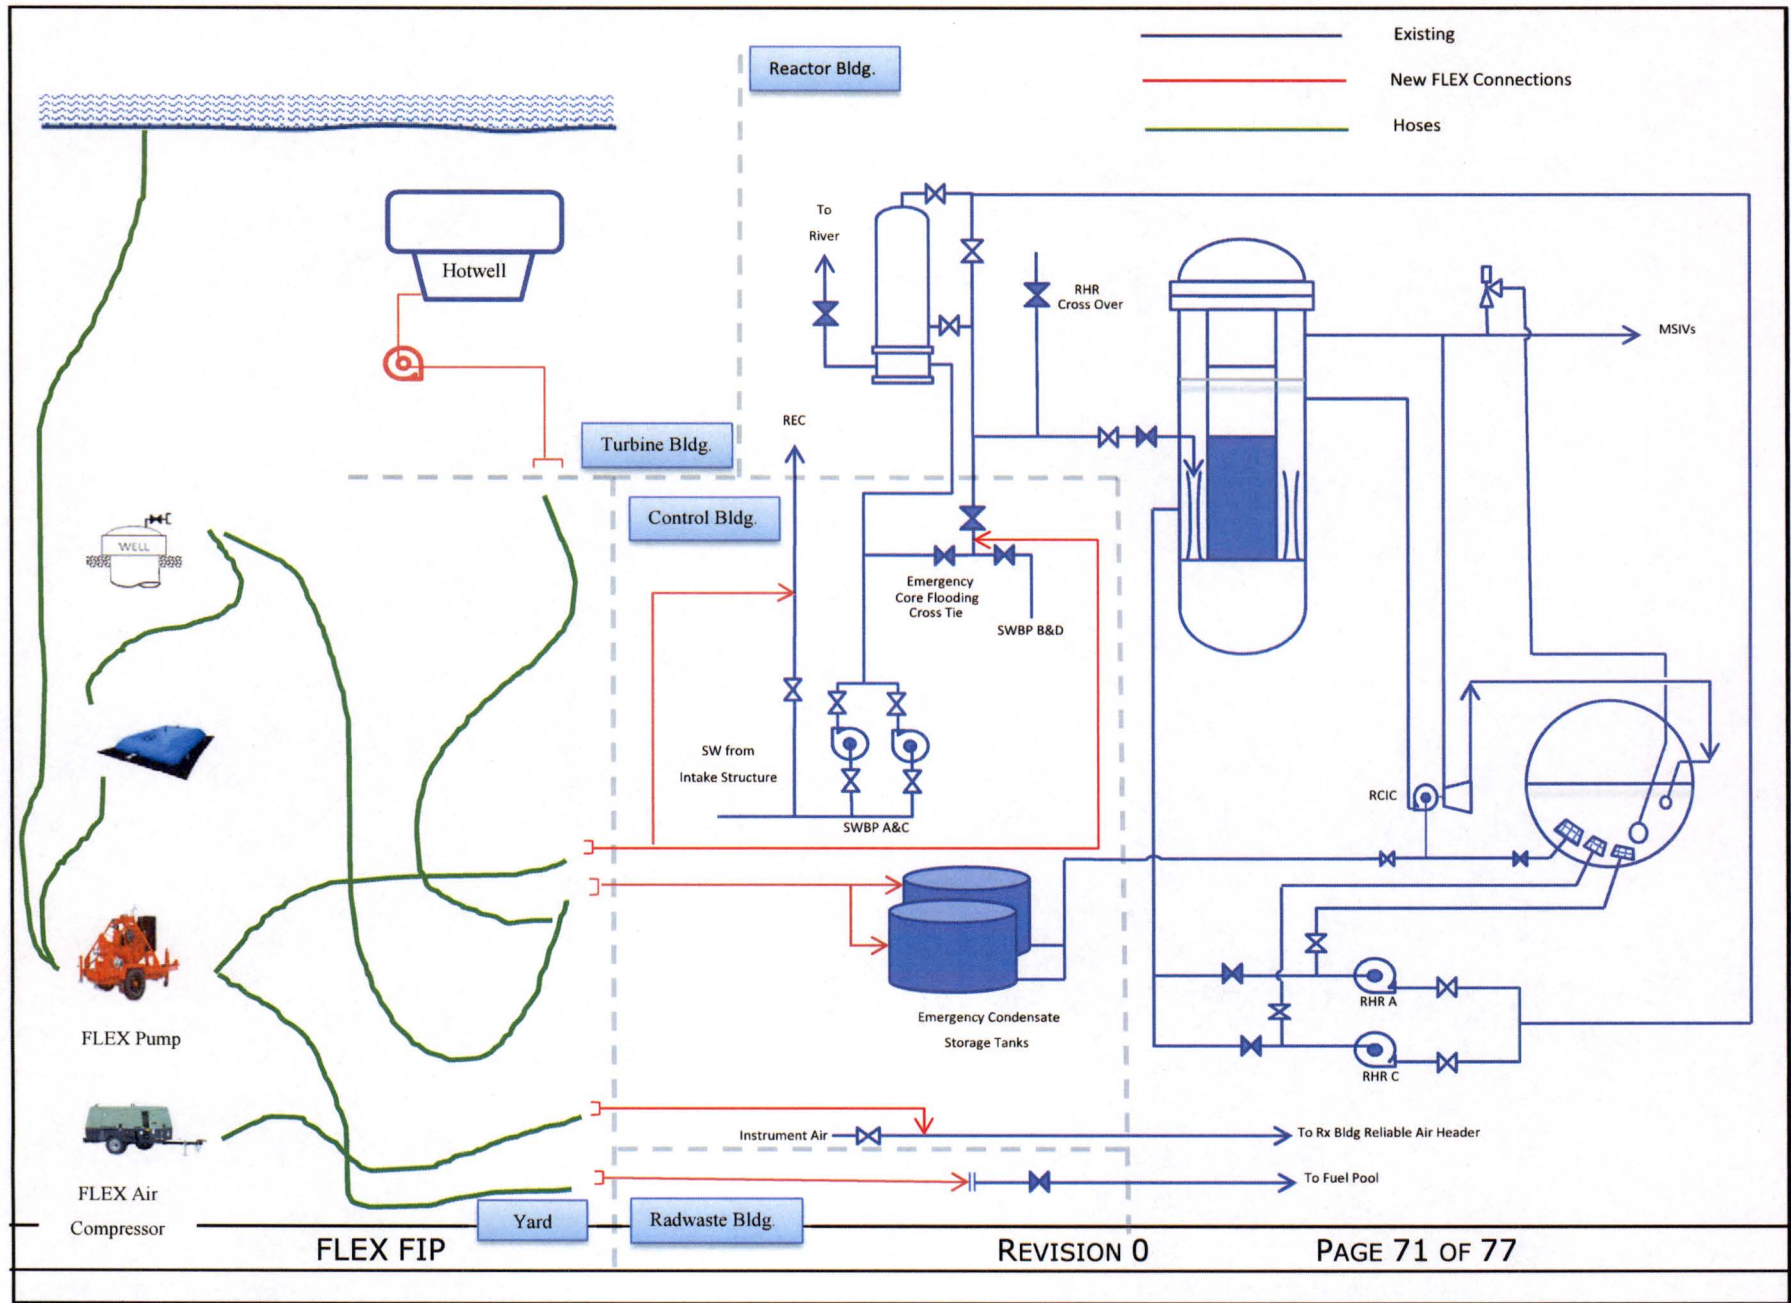 Reactor Bldg.
Existing
New FLEX Connections
Hoses
To
River
Hotwell
RHR
Cross Over
MSIVs
REC
Turbine Bldg.
Control Bldg.
WELL
Emergency
Core Flooding
Cross Tie
SWBP B&D
SW from
Intake Structure
SWBP A&C
RCIC
FLEX Pump
Emergency Condensate
Storage Tanks
RHR A
RHR C
Instrument Air
To Rx Bldg Reliable Air Header
To Fuel Pool
FLEX Air
Compressor
Yard
Radwaste Bldg.
FLEX FIP
REVISION 0
PAGE 71 OF 77